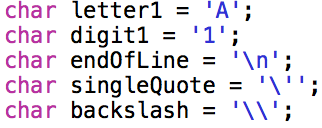 char letter1 = 'A';
char digit1 = '1';
char endOfLine = '\n';
char singleQuote = '\'';
char backslash = '\\';